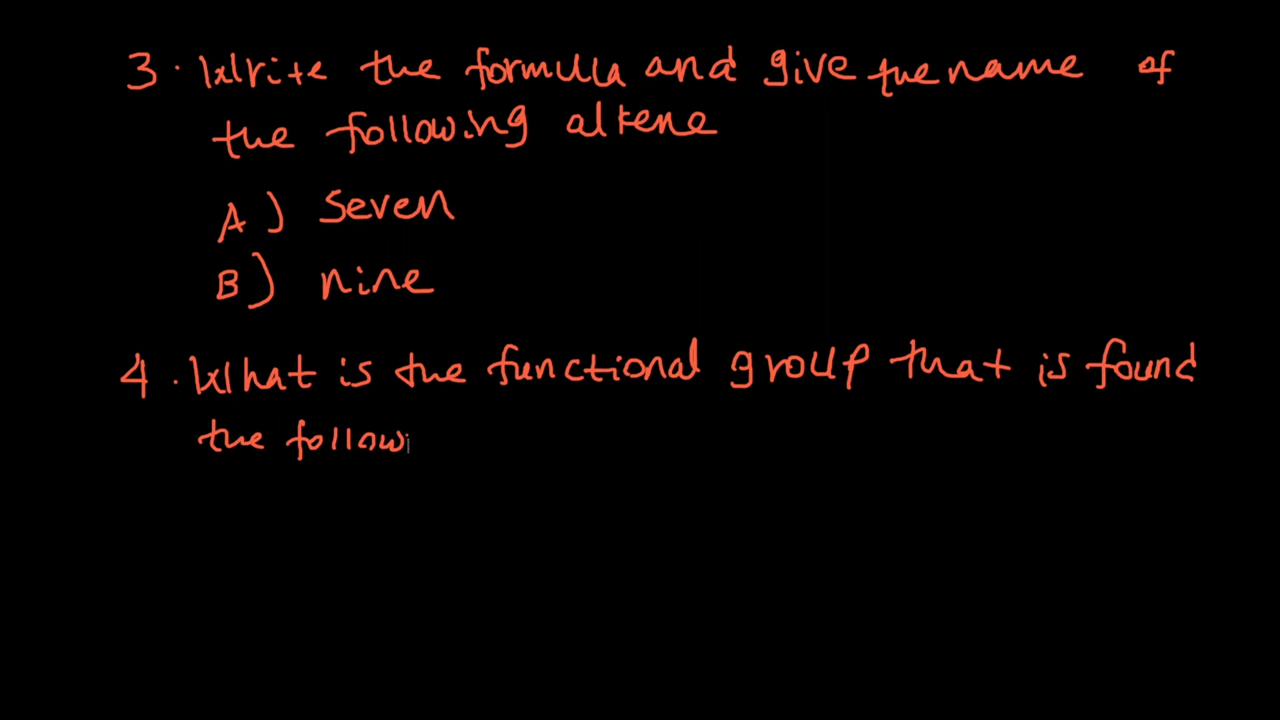 3. Write the formula and give the name of
the following alkene
A) Seven
B) nine
4. What is the functional group that is found
the followi